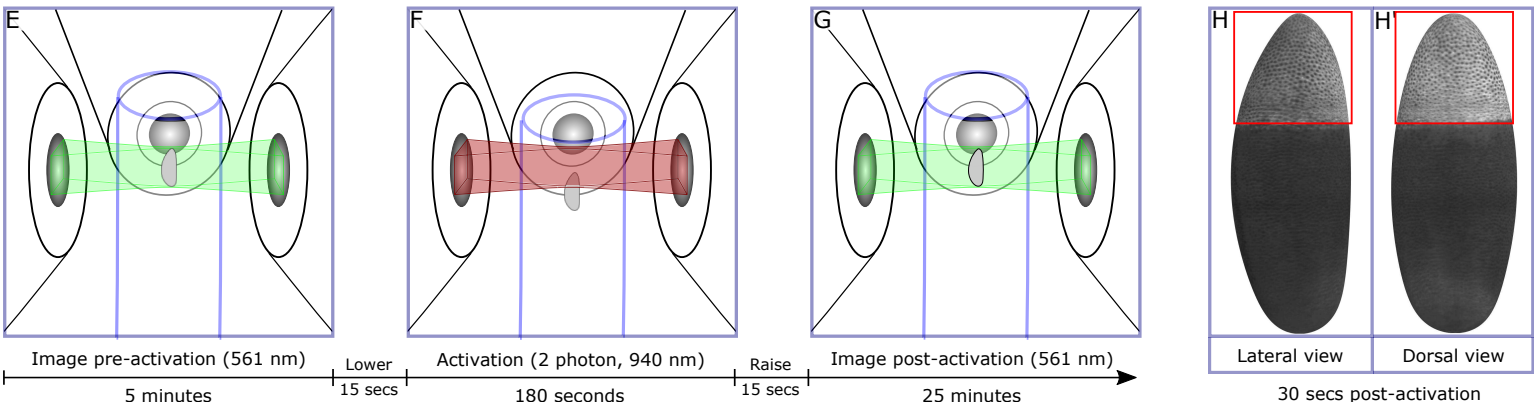 E
F
G
H
H'
Image pre-activation (561 nm)
Lower
Activation (2 photon, 940 nm)
Raise
Image post-activation (561 nm)
Lateral view
Dorsal view
5 minutes
15 secs
180 seconds
15 secs
25 minutes
30 secs post-activation